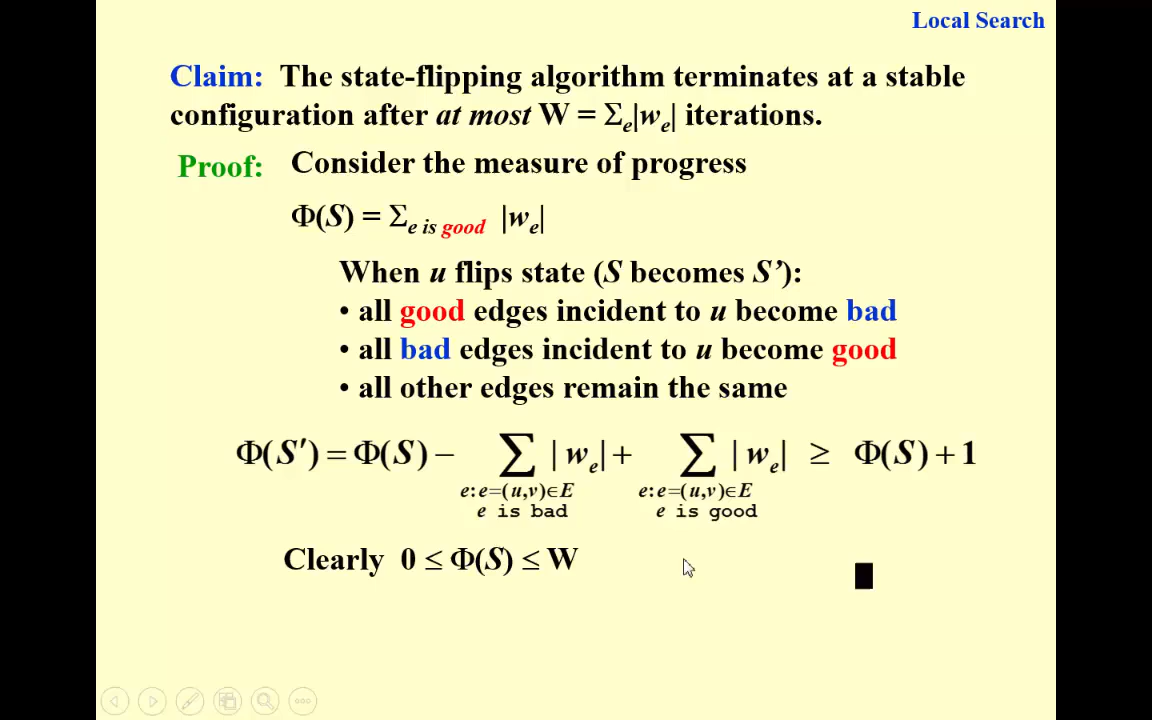 Local Search
Claim: The state-flipping algorithm terminates at a stable
configuration after at most W = Σe|we| iterations.
Proof: Consider the measure of progress
Φ(S) = Σe is good |we|
When u flips state (S becomes S’):
• all good edges incident to u become bad
• all bad edges incident to u become good
• all other edges remain the same
Φ(S′) = Φ(S) − ∑ | we | + ∑ | we | ≥ Φ(S) + 1
e: e=(u,v)∈E e: e=(u,v)∈E
e is bad e is good
Clearly 0 ≤ Φ(S) ≤ W